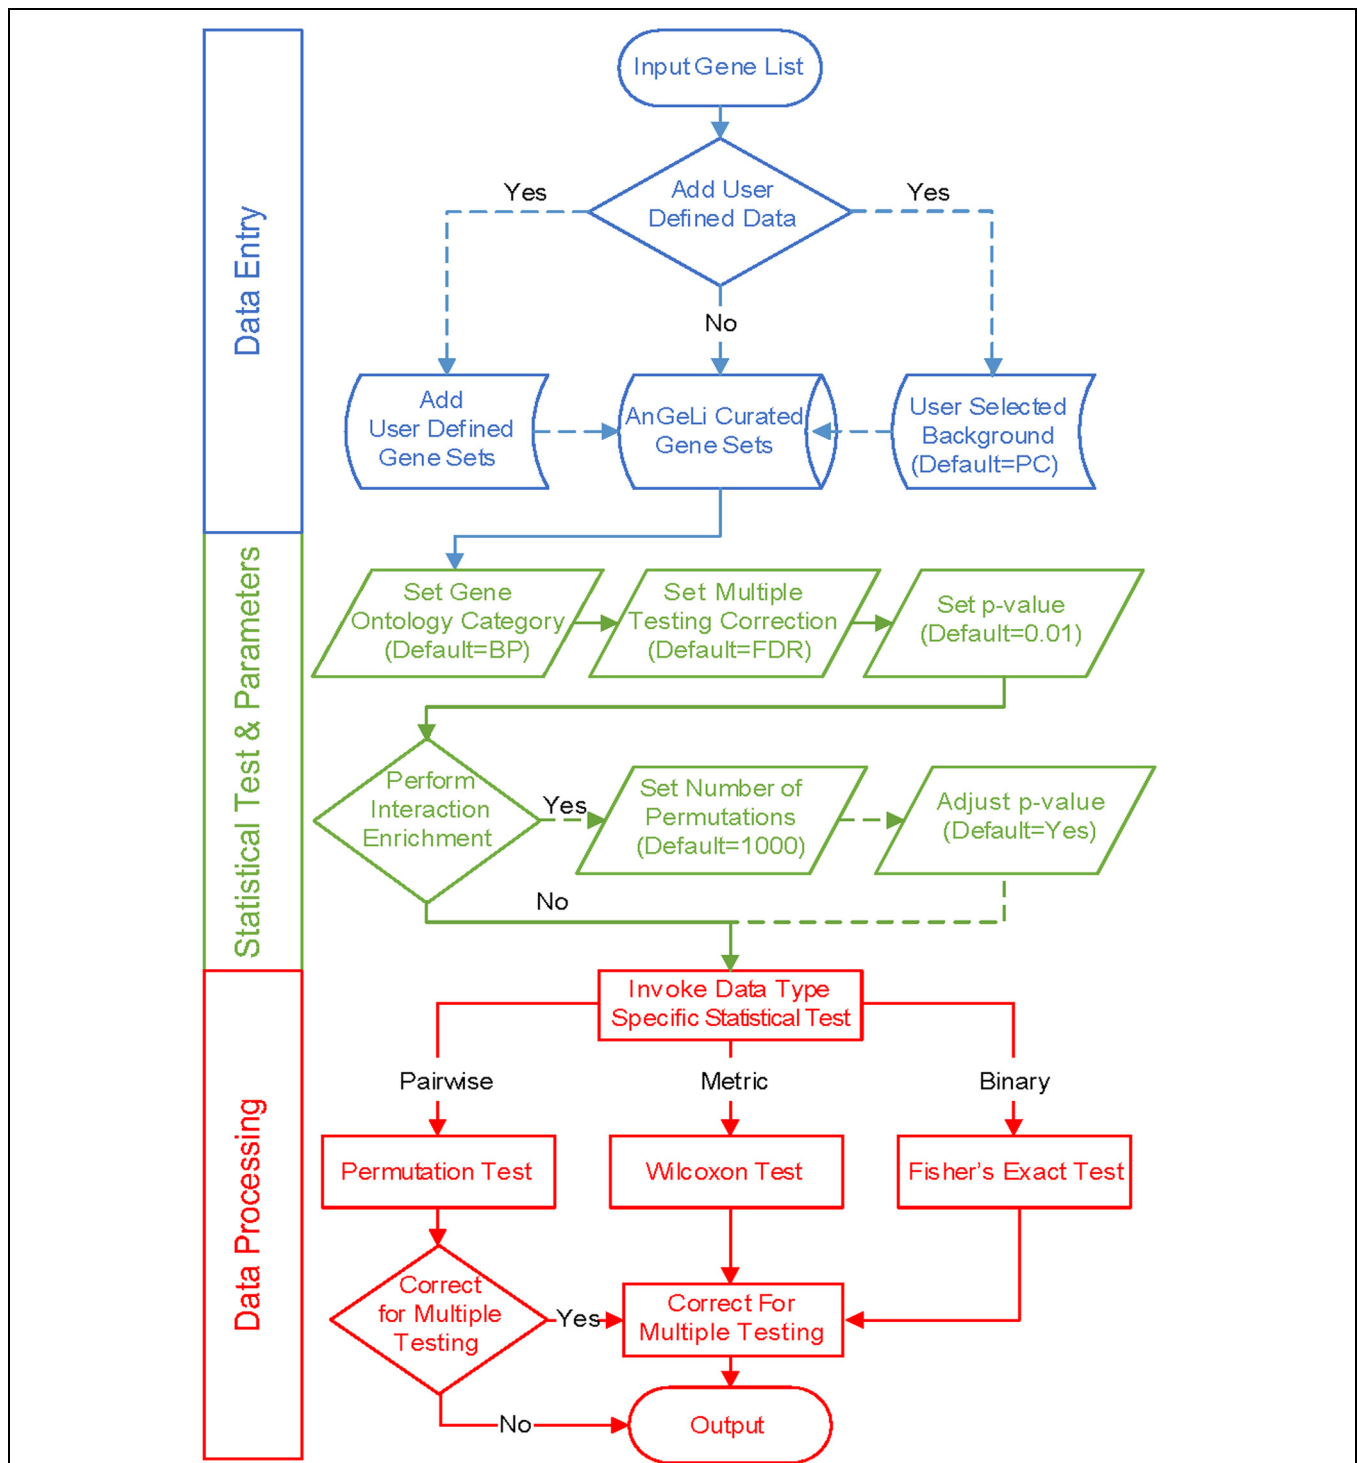 Data Entry
Input Gene List
Add User
Defined Data
Yes
Yes
No
Add
User Defined
Gene Sets
AnGeLi Curated
Gene Sets
User Selected
Background
(Default=PC)
Statistical Test & Parameters
Set Gene
Ontology Category
(Default=BP)
Set Multiple
Testing Correction
(Default=FDR)
Set p-value
(Default=0.01)
Perform
Interaction
Enrichment
Yes
Set Number of
Permutations
(Default=1000)
Adjust p-value
(Default=Yes)
No
Data Processing
Invoke Data Type
Specific Statistical Test
Pairwise
Metric
Binary
Permutation Test
Wilcoxon Test
Fisher's Exact Test
Correct
for Multiple
Testing
Yes
Correct For
Multiple Testing
No
Output